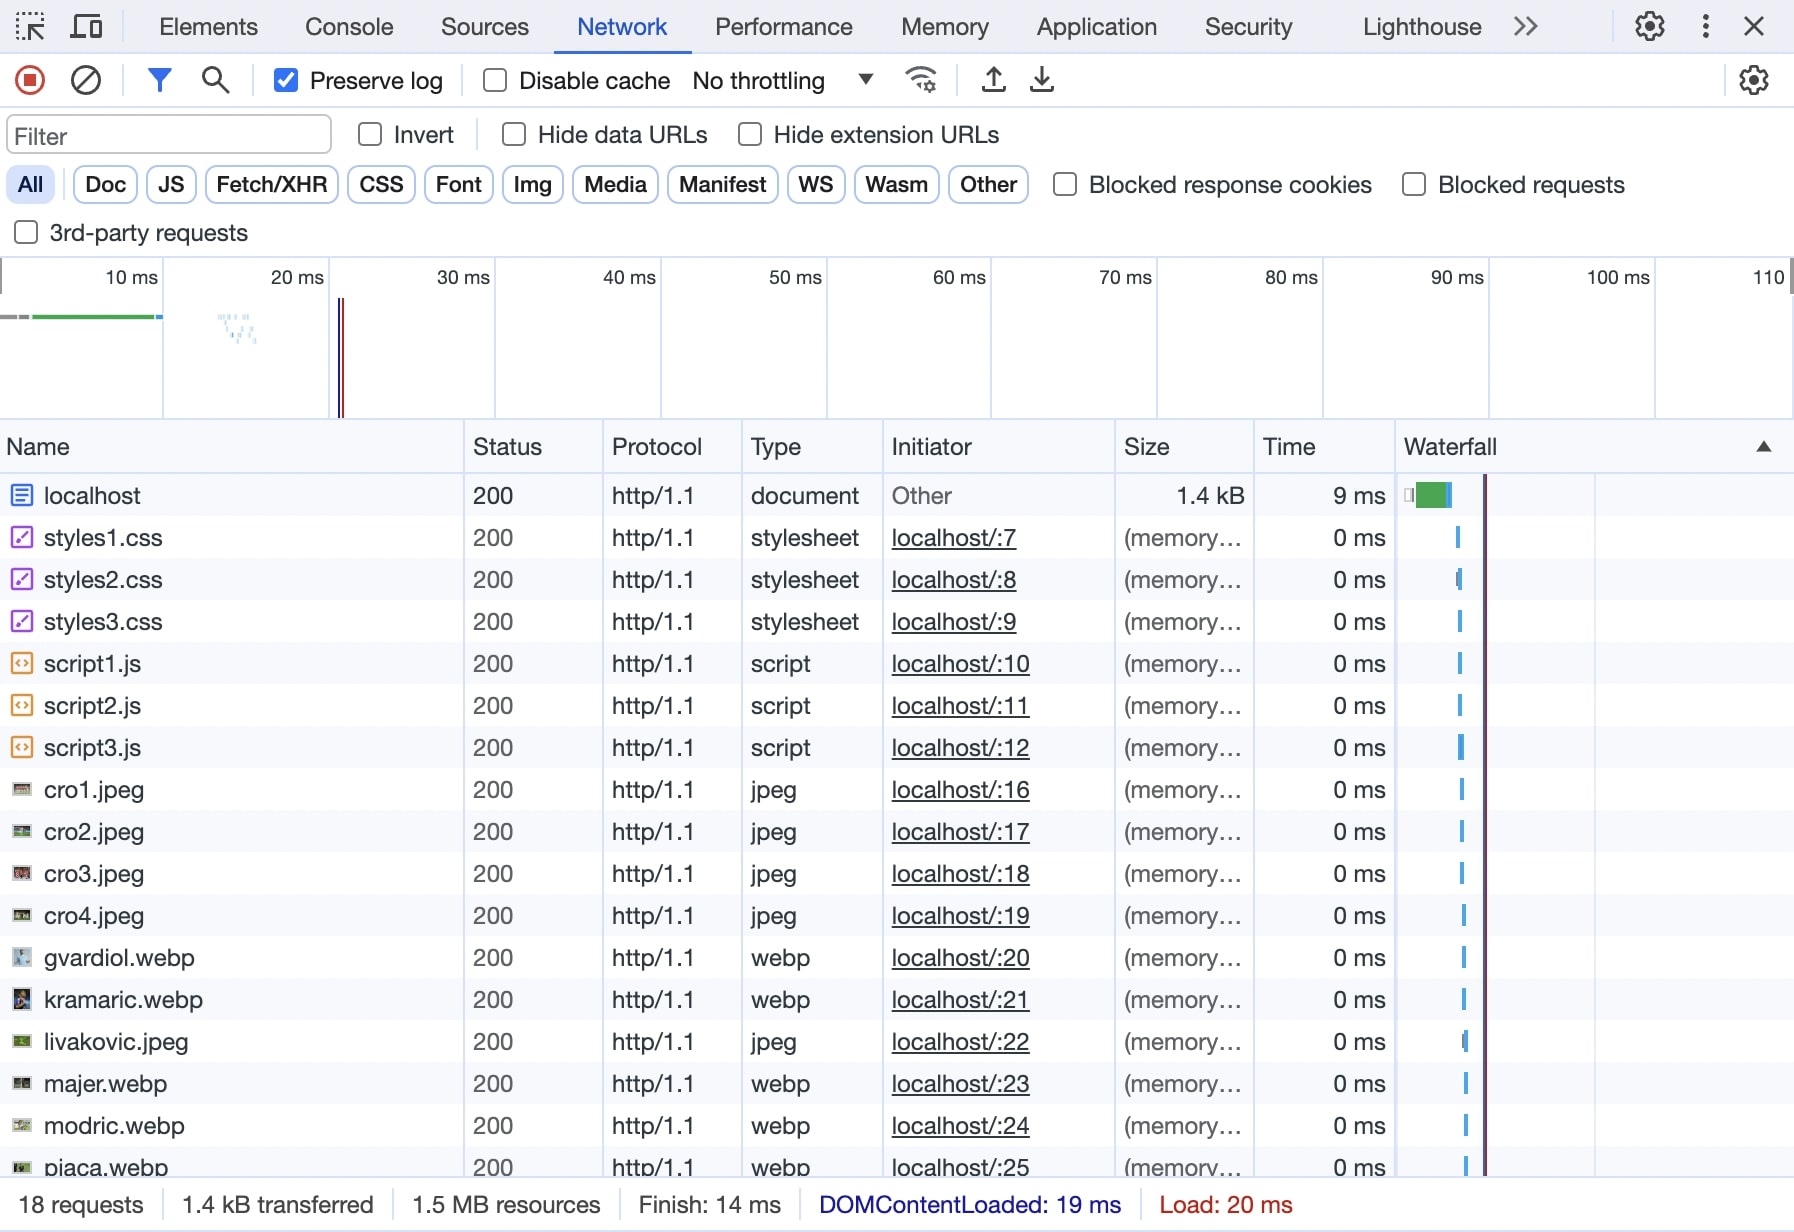 Elements Console Sources Network Performance Memory Application Security Lighthouse
Preserve log Disable cache No throttling
Filter Invert Hide data URLs Hide extension URLs
All Doc JS Fetch/XHR CSS Font Img Media Manifest WS Wasm Other Blocked response cookies Blocked requests
3rd-party requests
10 ms 20 ms 30 ms 40 ms 50 ms 60 ms 70 ms 80 ms 90 ms 100 ms 110
Name Status Protocol Type Initiator Size Time Waterfall
localhost 200 http/1.1 document Other 1.4 kB 9 ms
styles1.css 200 http/1.1 stylesheet localhost/:7 (memory… 0 ms
styles2.css 200 http/1.1 stylesheet localhost/:8 (memory… 0 ms
styles3.css 200 http/1.1 stylesheet localhost/:9 (memory… 0 ms
script1.js 200 http/1.1 script localhost/:10 (memory… 0 ms
script2.js 200 http/1.1 script localhost/:11 (memory… 0 ms
script3.js 200 http/1.1 script localhost/:12 (memory… 0 ms
cro1.jpeg 200 http/1.1 jpeg localhost/:16 (memory… 0 ms
cro2.jpeg 200 http/1.1 jpeg localhost/:17 (memory… 0 ms
cro3.jpeg 200 http/1.1 jpeg localhost/:18 (memory… 0 ms
cro4.jpeg 200 http/1.1 jpeg localhost/:19 (memory… 0 ms
gvardiol.webp 200 http/1.1 webp localhost/:20 (memory… 0 ms
kramaric.webp 200 http/1.1 webp localhost/:21 (memory… 0 ms
livakovic.jpeg 200 http/1.1 jpeg localhost/:22 (memory… 0 ms
majer.webp 200 http/1.1 webp localhost/:23 (memory… 0 ms
modric.webp 200 http/1.1 webp localhost/:24 (memory… 0 ms
pjaca.webp 200 http/1.1 webp localhost/:25 (memory… 0 ms
18 requests 1.4 kB transferred 1.5 MB resources Finish: 14 ms DOMContentLoaded: 19 ms Load: 20 ms